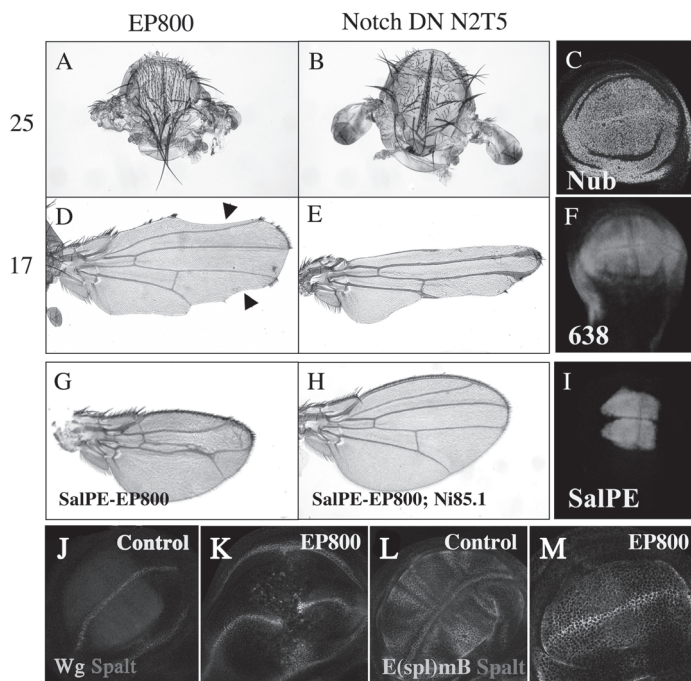 EP800
Notch DN N2T5
A
B
C
25
Nub
D
E
F
17
638
G
H
I
SalPE-EP800
SalPE-EP800; Ni85.1
SalPE
J
Control
K
EP800
L
Control
M
EP800
Wg Spalt
E(spl)mB Spalt